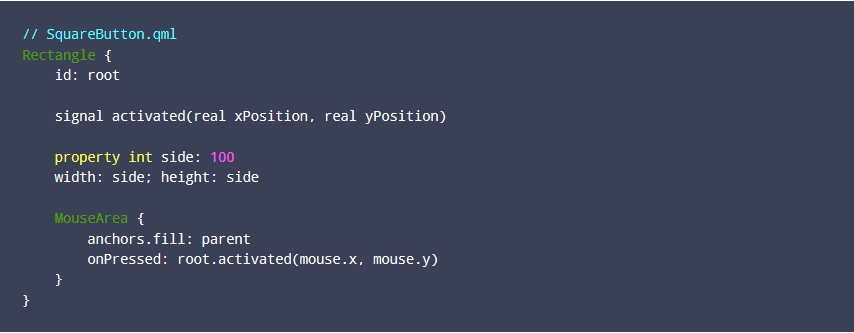 // SquareButton.qml
Rectangle {
    id: root

    signal activated(real xPosition, real yPosition)

    property int side: 100
    width: side; height: side

    MouseArea {
        anchors.fill: parent
        onPressed: root.activated(mouse.x, mouse.y)
    }
}